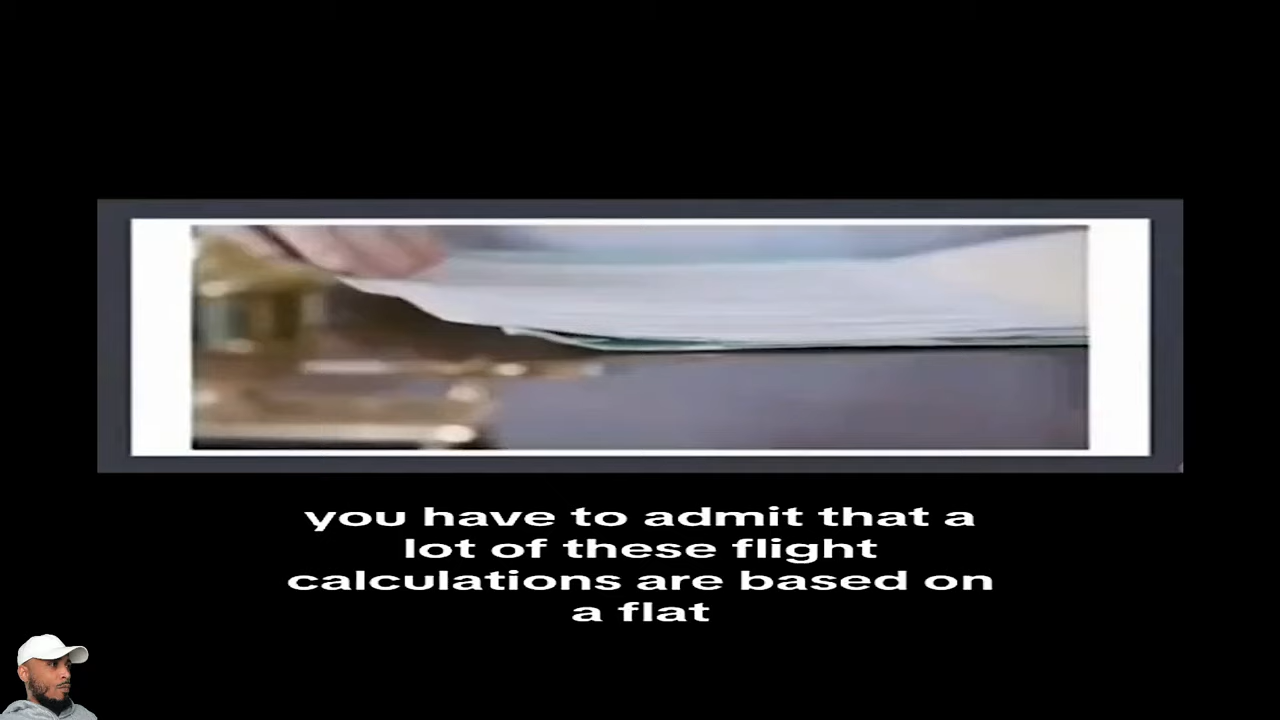 you have to admit that a
lot of these flight
calculations are based on
a flat